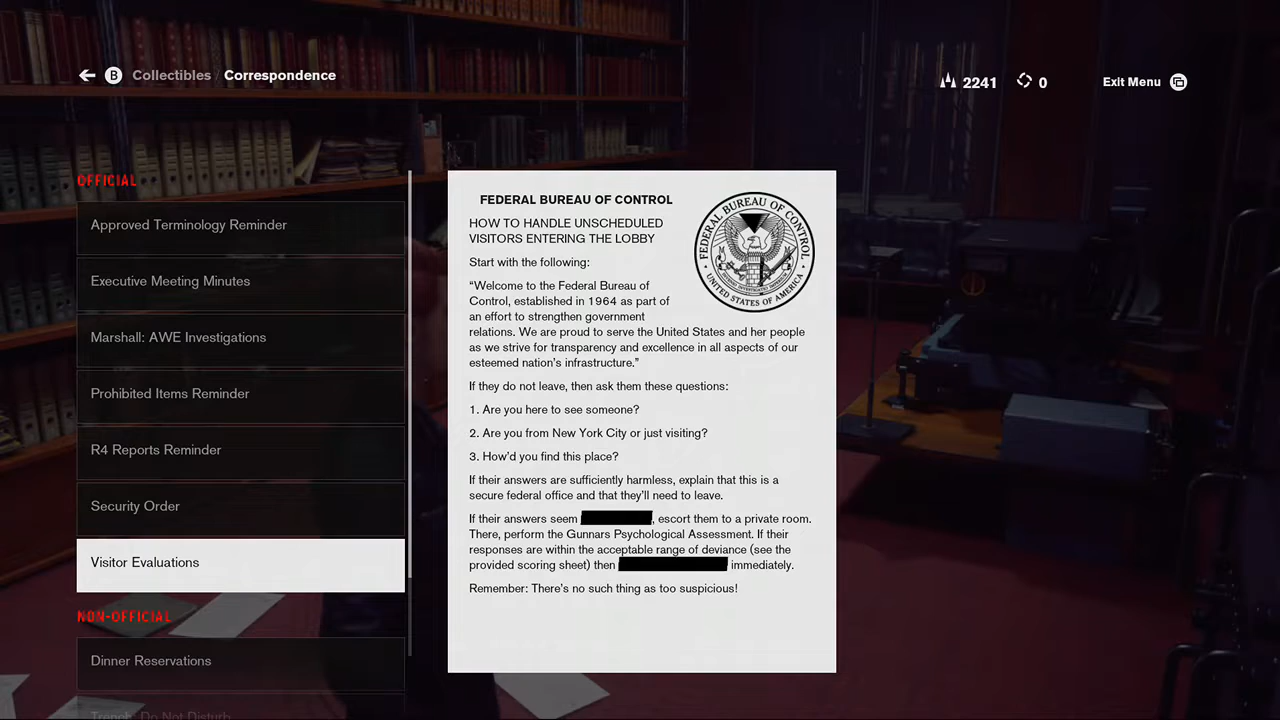 B Collectibles / Correspondence
2241
0
Exit Menu
OFFICIAL
Approved Terminology Reminder
Executive Meeting Minutes
Marshall: AWE Investigations
Prohibited Items Reminder
R4 Reports Reminder
Security Order
Visitor Evaluations
NON-OFFICIAL
Dinner Reservations
Trench: Do Not Disturb
FEDERAL BUREAU OF CONTROL
HOW TO HANDLE UNSCHEDULED
VISITORS ENTERING THE LOBBY
Start with the following:
“Welcome to the Federal Bureau of
Control, established in 1964 as part of
an effort to strengthen government
relations. We are proud to serve the United States and her people
as we strive for transparency and excellence in all aspects of our
esteemed nation’s infrastructure.”
If they do not leave, then ask them these questions:
1. Are you here to see someone?
2. Are you from New York City or just visiting?
3. How’d you find this place?
If their answers are sufficiently harmless, explain that this is a
secure federal office and that they’ll need to leave.
If their answers seem , escort them to a private room.
There, perform the Gunnars Psychological Assessment. If their
responses are within the acceptable range of deviance (see the
provided scoring sheet) then immediately.
Remember: There’s no such thing as too suspicious!
FEDERAL BUREAU OF CONTROL
UNITED STATES OF AMERICA